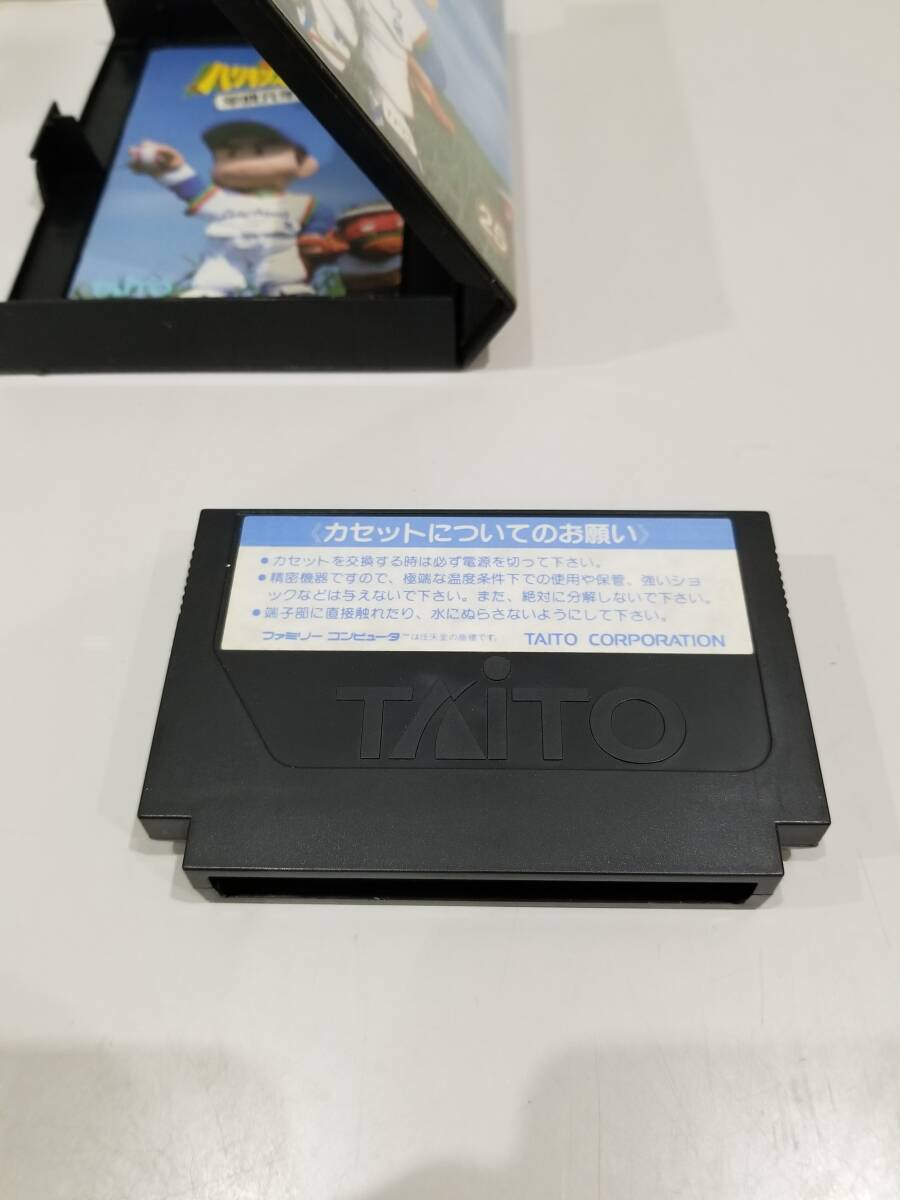 《カセットについてのお願い》
●カセットを交換する時は必ず電源を切って下さい。
●精密機器ですので、極端な温度条件下での使用や保管、強いショ
ックなどは与えないで下さい。また、絶対に分解しないで下さい。
●端子部に直接触れたり、水にぬらさないようにして下さい。
ファミリー コンピュータ™は任天堂の商標です。 TAITO CORPORATION
TAiTO